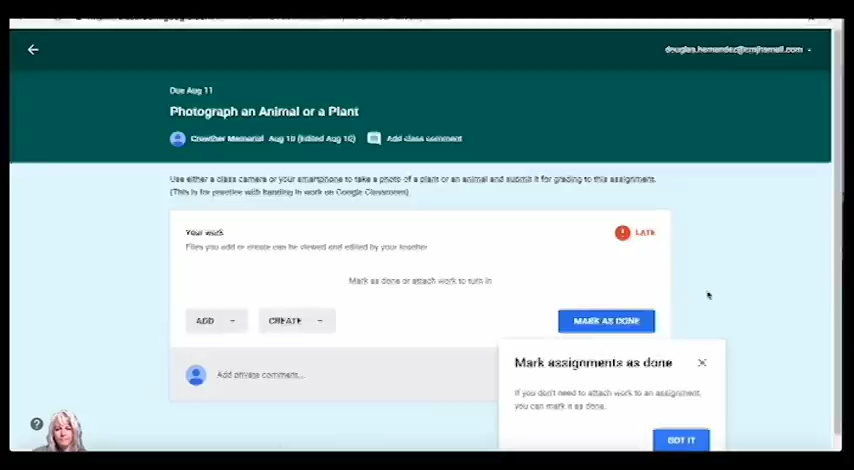 Due Aug 11
Photograph an Animal or a Plant
Crowther Memorial Aug 10 (Edited Aug 10) Add class comment
Use either a class camera or your smartphone to take a photo of a plant or an animal and submit it for grading to this assignment.
(This is for practice with handing in work on Google Classroom)
Your work
LATE
Files you add or create can be viewed and edited by your teacher
Mark as done or attach work to turn in
ADD CREATE MARK AS DONE
Add private comment...
Mark assignments as done
If you don't need to attach work to an assignment,
you can mark it as done.
GOT IT